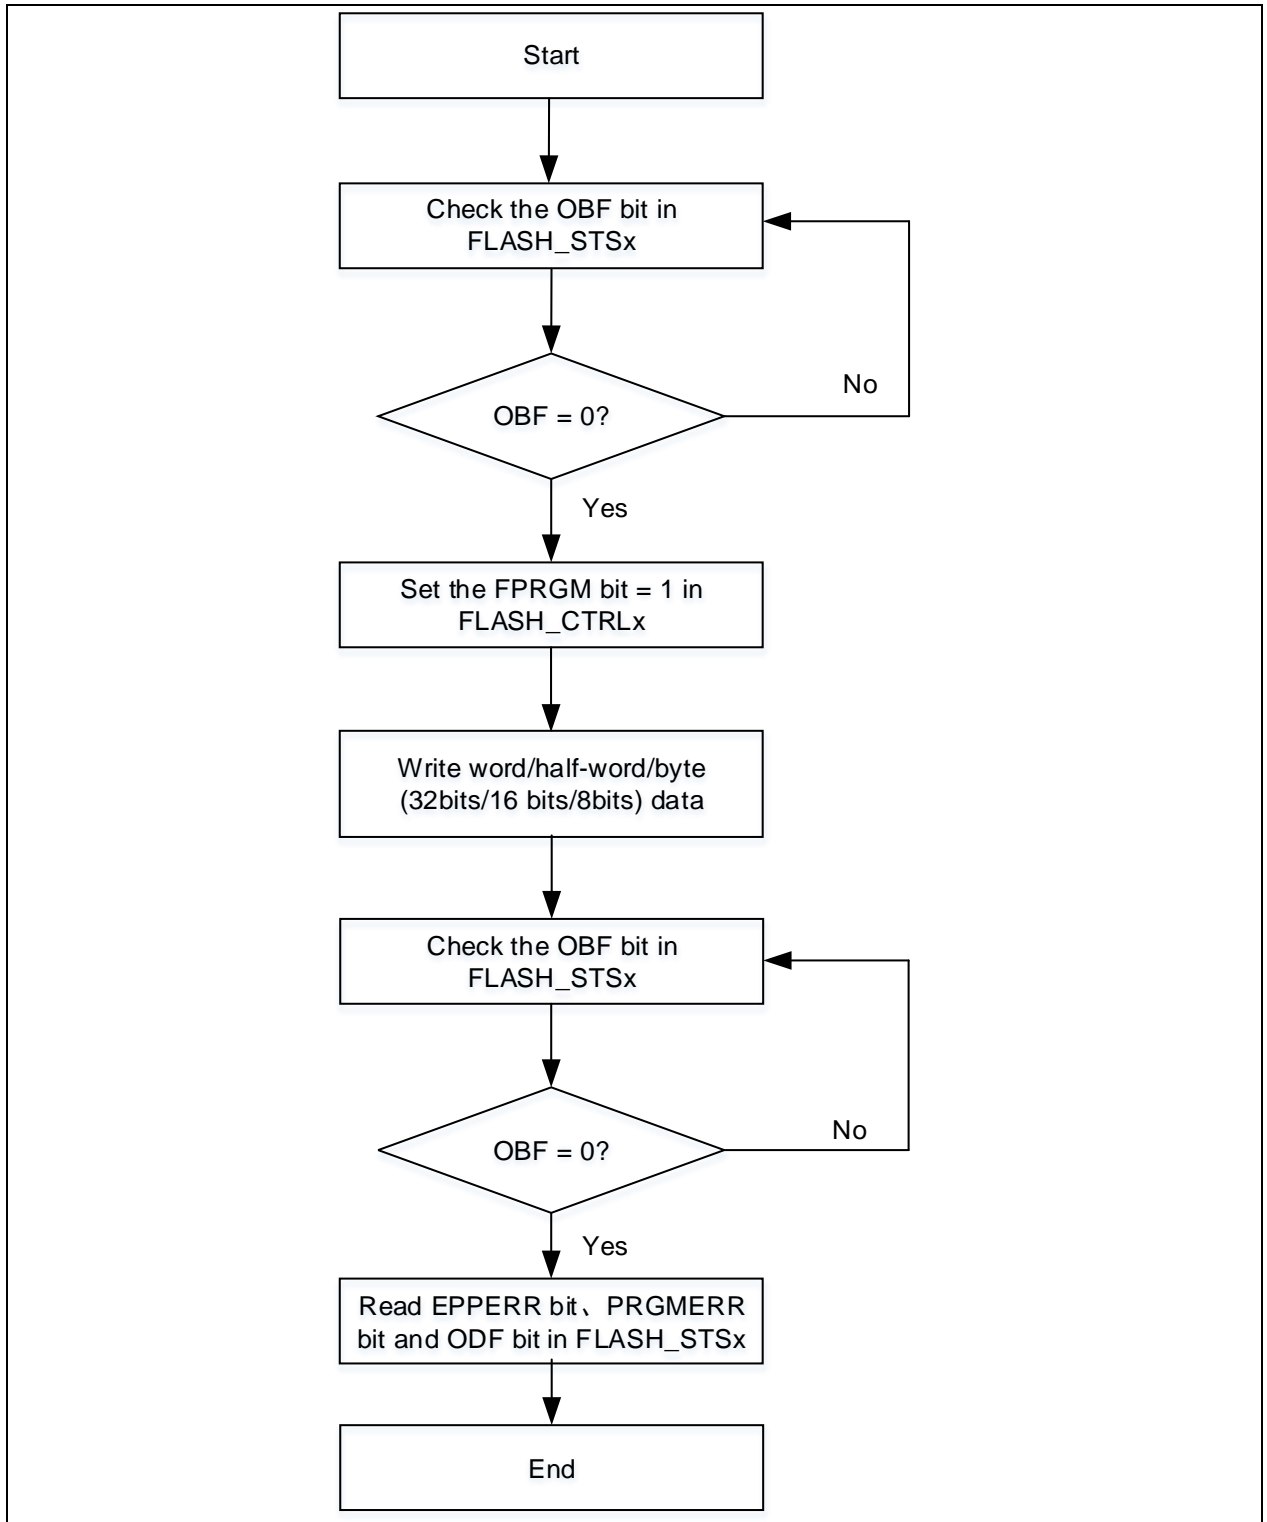 Start
Check the OBF bit in
FLASH_STSx
OBF = 0?
No
Yes
Set the FPRGM bit = 1 in
FLASH_CTRLx
Write word/half-word/byte
(32bits/16 bits/8bits) data
Check the OBF bit in
FLASH_STSx
OBF = 0?
No
Yes
Read EPPERR bit、PRGMERR
bit and ODF bit in FLASH_STSx
End